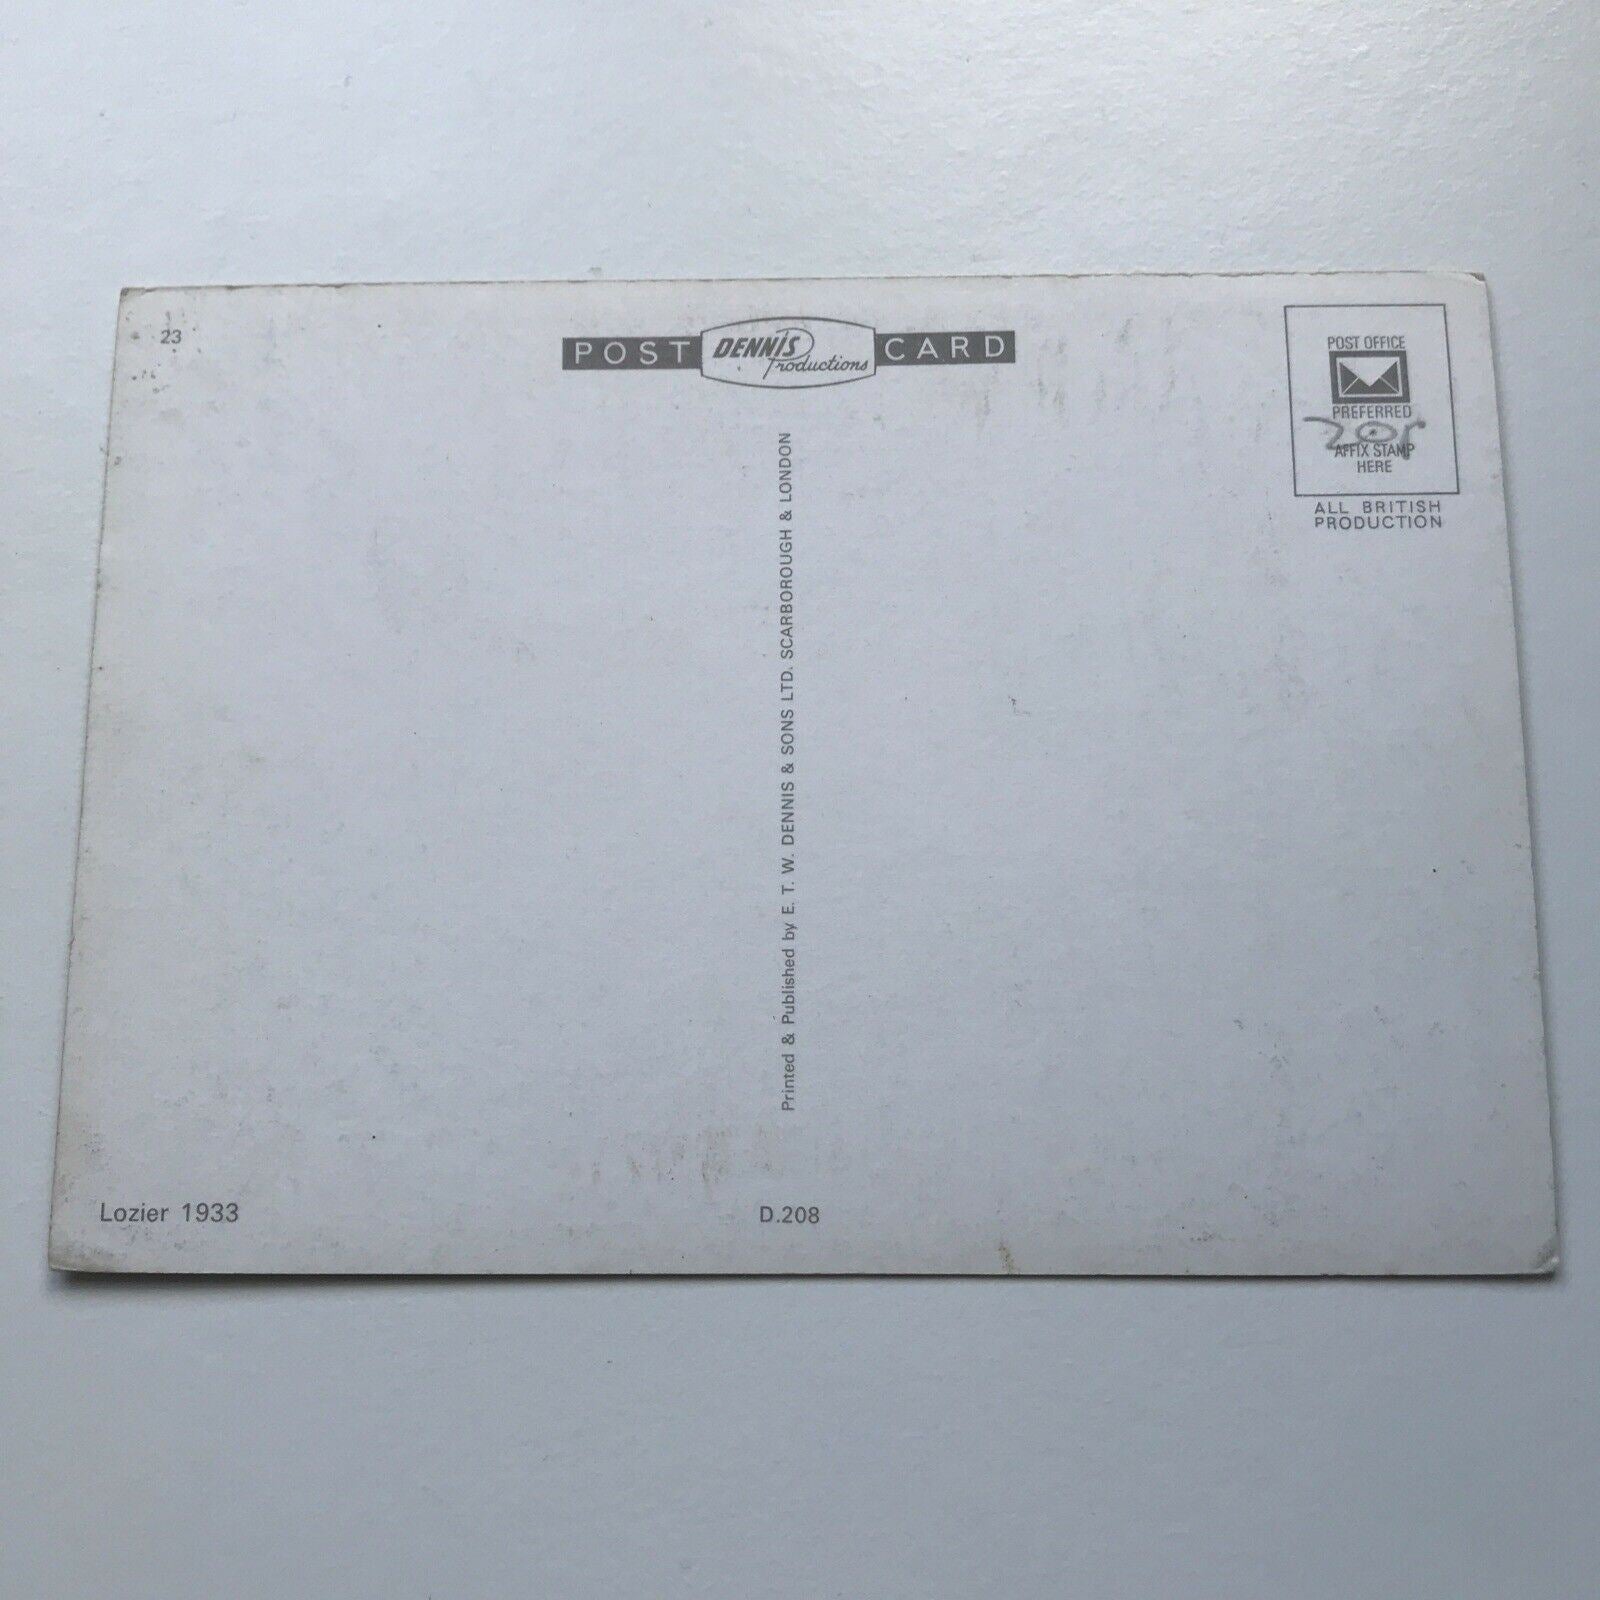 23
POST DENNIS Productions CARD
POST OFFICE
PREFERRED
20p
AFFIX STAMP
HERE
ALL BRITISH
PRODUCTION
Printed & Published by E. T. W. DENNIS & SONS LTD. SCARBOROUGH & LONDON
Lozier 1933
D.208